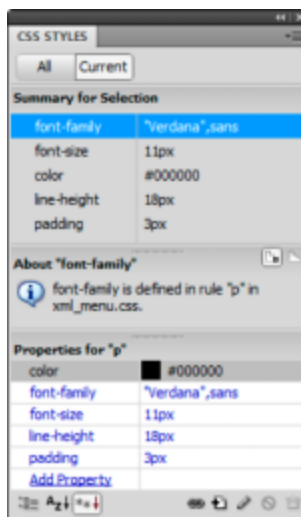 CSS STYLES
All Current
Summary for Selection
font-family "Verdana",sans
font-size 11px
color #000000
line-height 18px
padding 3px
About "font-family"
font-family is defined in rule "p" in
xml_menu.css.
Properties for "p"
color #000000
font-family "Verdana",sans
font-size 11px
line-height 18px
padding 3px
Add Property